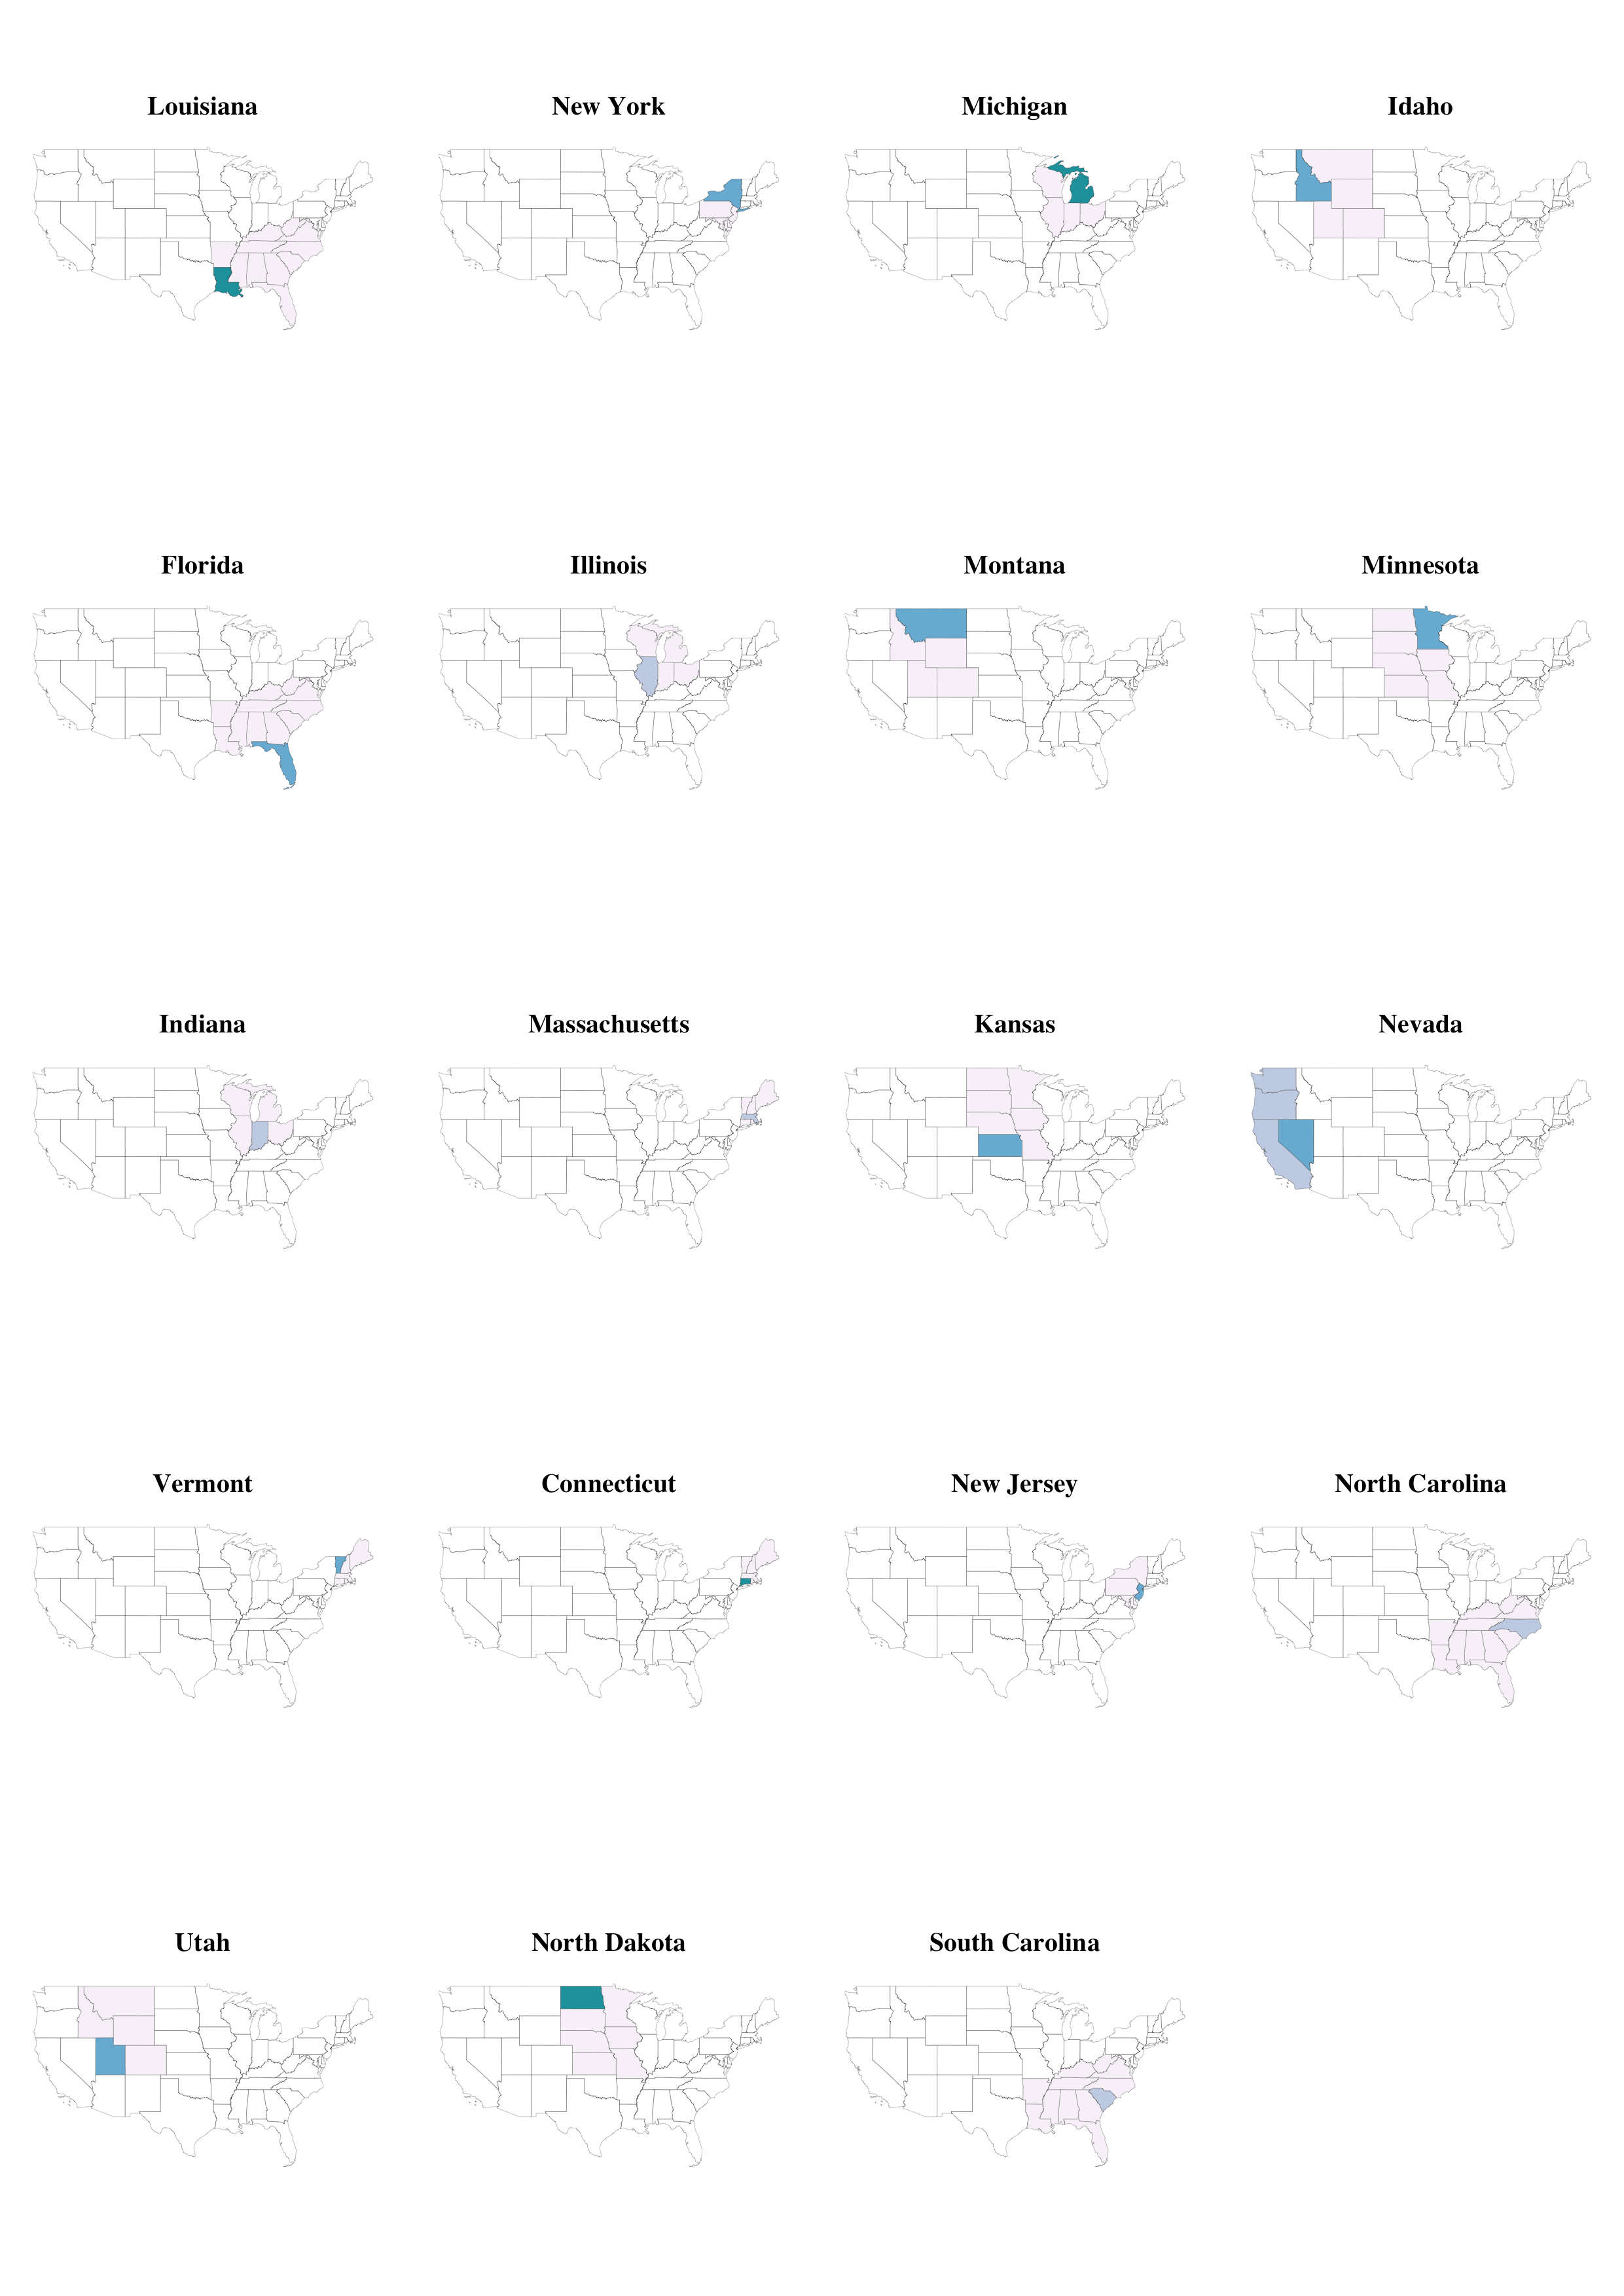 Louisiana
New York
Michigan
Idaho
Florida
Illinois
Montana
Minnesota
Indiana
Massachusetts
Kansas
Nevada
Vermont
Connecticut
New Jersey
North Carolina
Utah
North Dakota
South Carolina